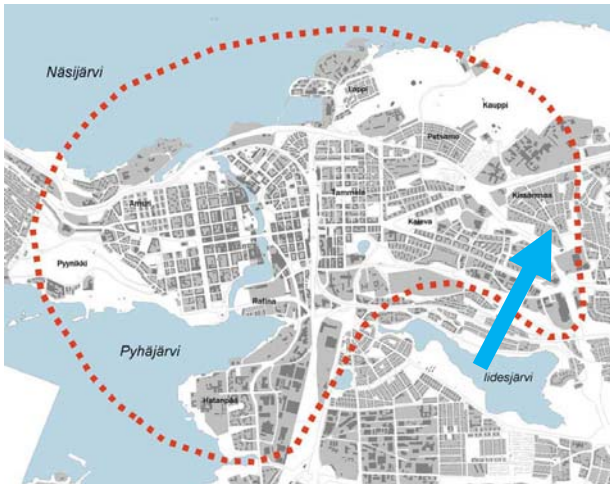 Näsijärvi
Lappi
Kauppi
Petsamo
Kissanmaa
Amuri
Tammela
Kaleva
Pyynikki
Ratina
Pyhäjärvi
Iidesjärvi
Hatanpää